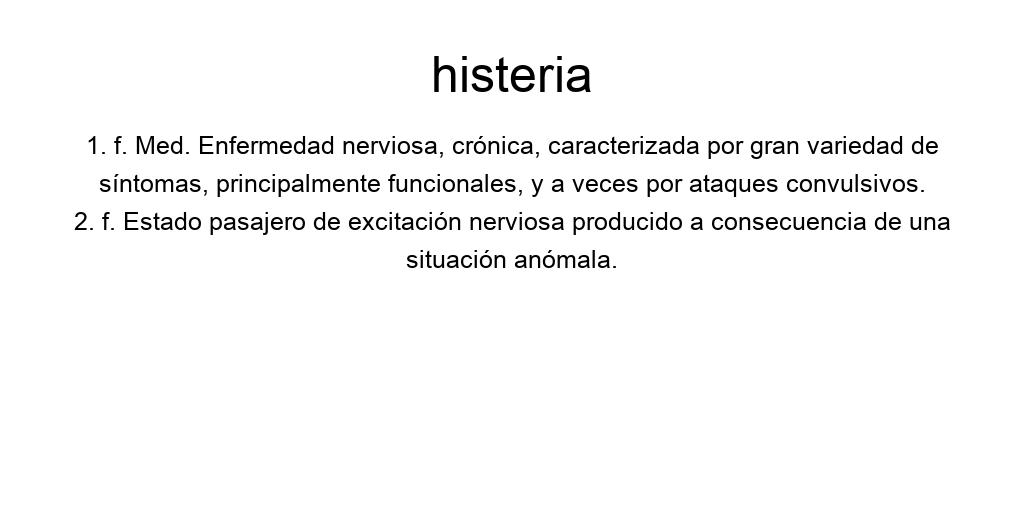 histeria
1. f. Med. Enfermedad nerviosa, crónica, caracterizada por gran variedad de
síntomas, principalmente funcionales, y a veces por ataques convulsivos.
2. f. Estado pasajero de excitación nerviosa producido a consecuencia de una
situación anómala.